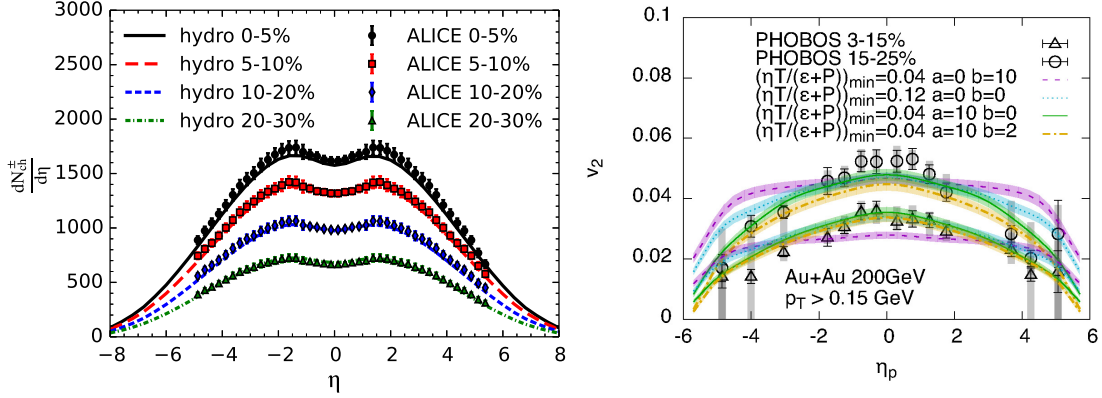 3000
2500
2000
1500
1000
500
0
dN±ch
dη
hydro 0-5%
hydro 5-10%
hydro 10-20%
hydro 20-30%
ALICE 0-5%
ALICE 5-10%
ALICE 10-20%
ALICE 20-30%
−8 −6 −4 −2 0 2 4 6 8
η
0.1
0.08
0.06
0.04
0.02
0
v2
PHOBOS 3-15%
PHOBOS 15-25%
(ηT/(ε+P))min=0.04 a=0 b=10
(ηT/(ε+P))min=0.12 a=0 b=0
(ηT/(ε+P))min=0.04 a=10 b=0
(ηT/(ε+P))min=0.04 a=10 b=2
Au+Au 200GeV
pT > 0.15 GeV
-6 -4 -2 0 2 4 6
ηp